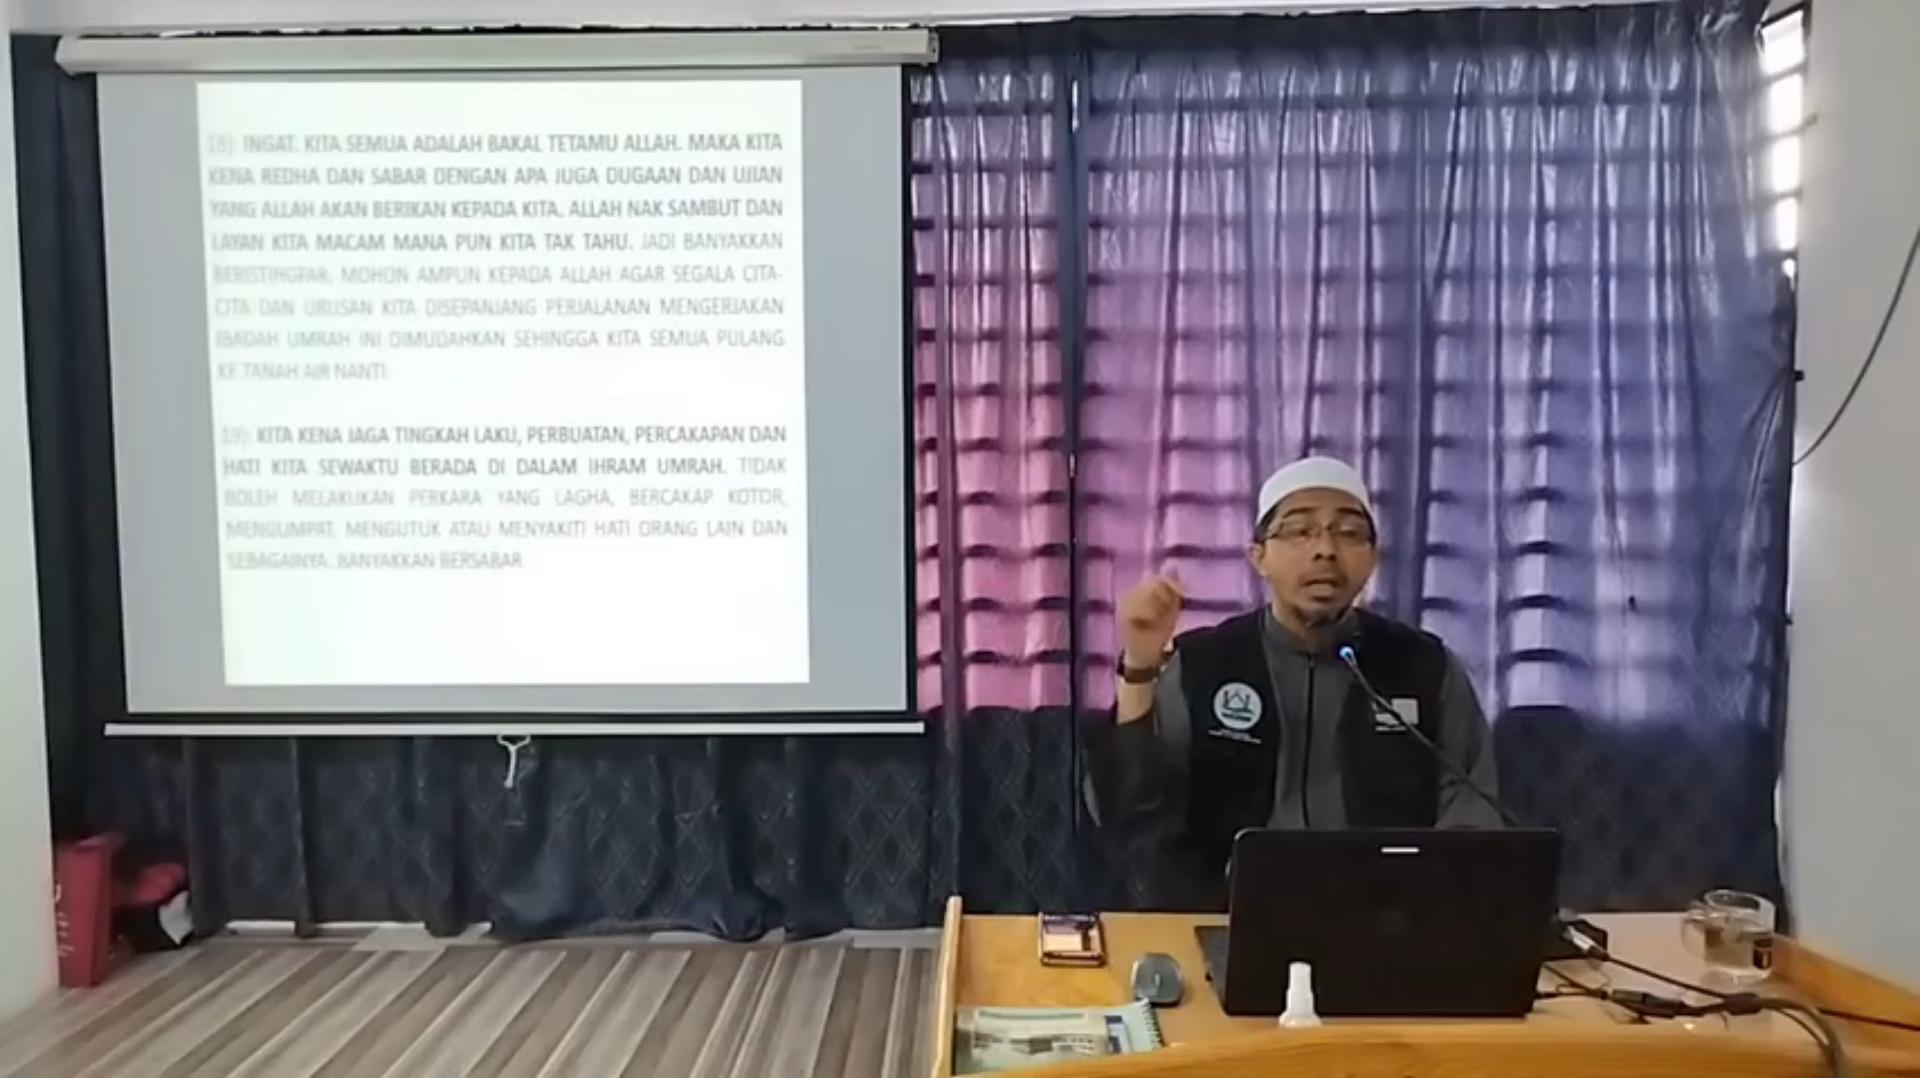 18) INGAT. KITA SEMUA ADALAH BAKAL TETAMU ALLAH. MAKA KITA
KENA REDHA DAN SABAR DENGAN APA JUGA DUGAAN DAN UJIAN
YANG ALLAH AKAN BERIKAN KEPADA KITA. ALLAH NAK SAMBUT DAN
LAYAN KITA MACAM MANA PUN KITA TAK TAHU. JADI BANYAKKAN
BERISTIHGFAR, MOHON AMPUN KEPADA ALLAH AGAR SEGALA CITA-
CITA DAN URUSAN KITA DISEPANJANG PERJALANAN MENGERJAKAN
IBADAH UMRAH INI DIMUDAHKAN SEHINGGA KITA SEMUA PULANG
KE TANAH AIR NANTI.
19) KITA KENA JAGA TINGKAH LAKU, PERBUATAN, PERCAKAPAN DAN
HATI KITA SEWAKTU BERADA DI DALAM IHRAM UMRAH. TIDAK
BOLEH MELAKUKAN PERKARA YANG LAGHA, BERCAKAP KOTOR,
MENGUMPAT, MENGUTUK ATAU MENYAKITI HATI ORANG LAIN DAN
SEBAGAINYA. BANYAKKAN BERSABAR